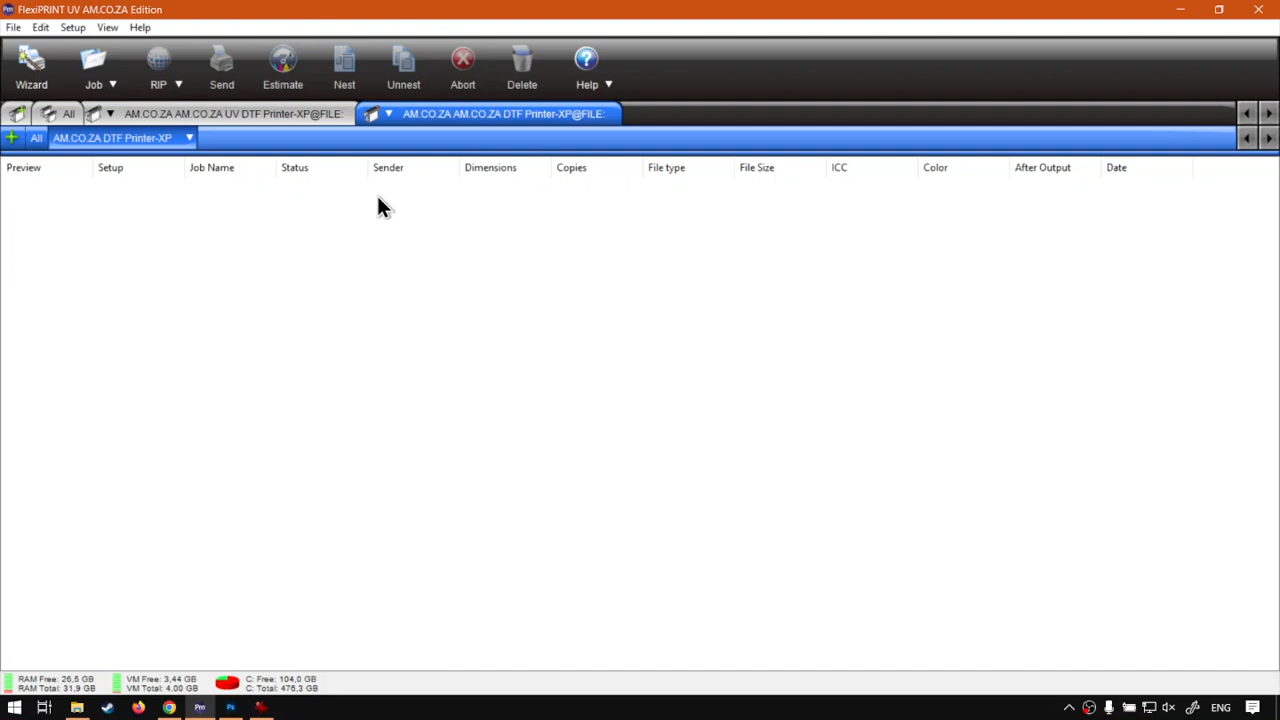 Pm FlexiPRINT UV AM.CO.ZA Edition
File Edit Setup View Help
Wizard Job RIP Send Estimate Nest Unnest Abort Delete Help
All AM.CO.ZA AM.CO.ZA UV DTF Printer-XP@FILE: AM.CO.ZA AM.CO.ZA DTF Printer-XP@FILE:
All AM.CO.ZA DTF Printer-XP
Preview Setup Job Name Status Sender Dimensions Copies File type File Size ICC Color After Output Date
RAM Free: 26,5 GB VM Free: 3,44 GB C: Free: 104,0 GB
RAM Total: 31,9 GB VM Total: 4,00 GB C: Total: 476,3 GB
Pm Ps ENG